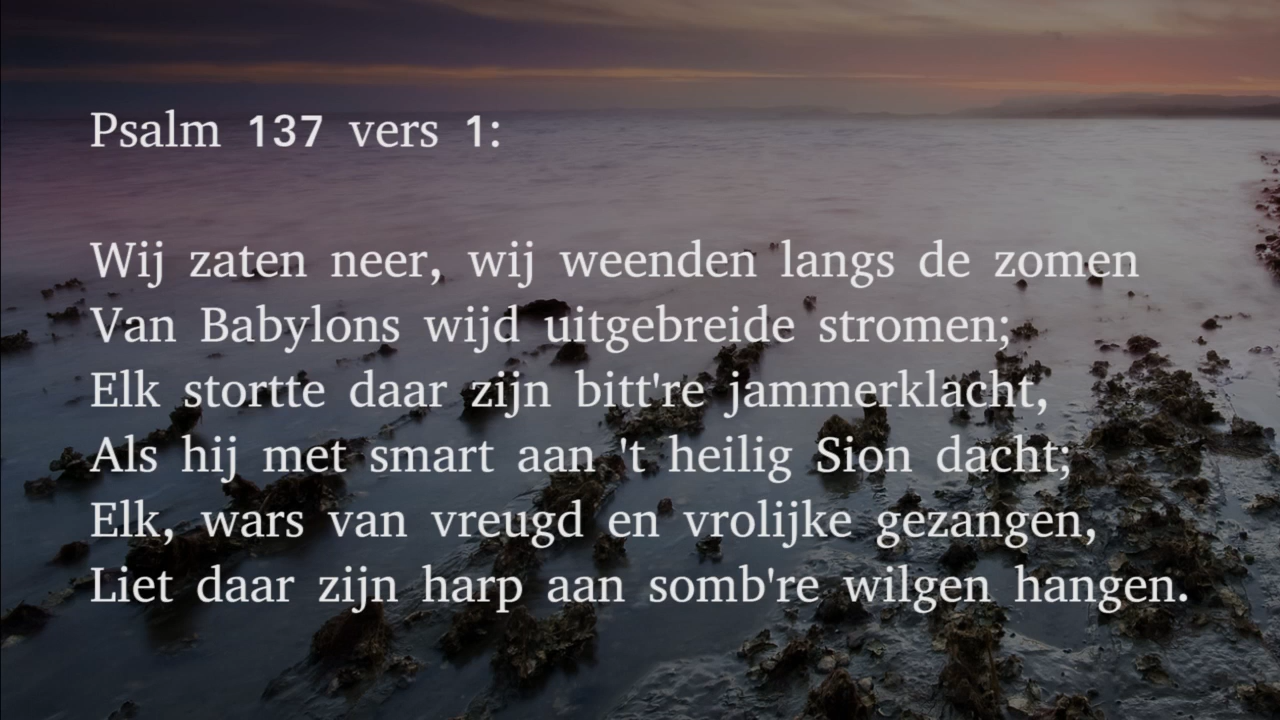 Psalm 137 vers 1:
Wij zaten neer, wij weenden langs de zomen
Van Babylons wijd uitgebreide stromen;
Elk stortte daar zijn bitt're jammerklacht,
Als hij met smart aan 't heilig Sion dacht;
Elk, wars van vreugd en vrolijke gezangen,
Liet daar zijn harp aan somb're wilgen hangen.